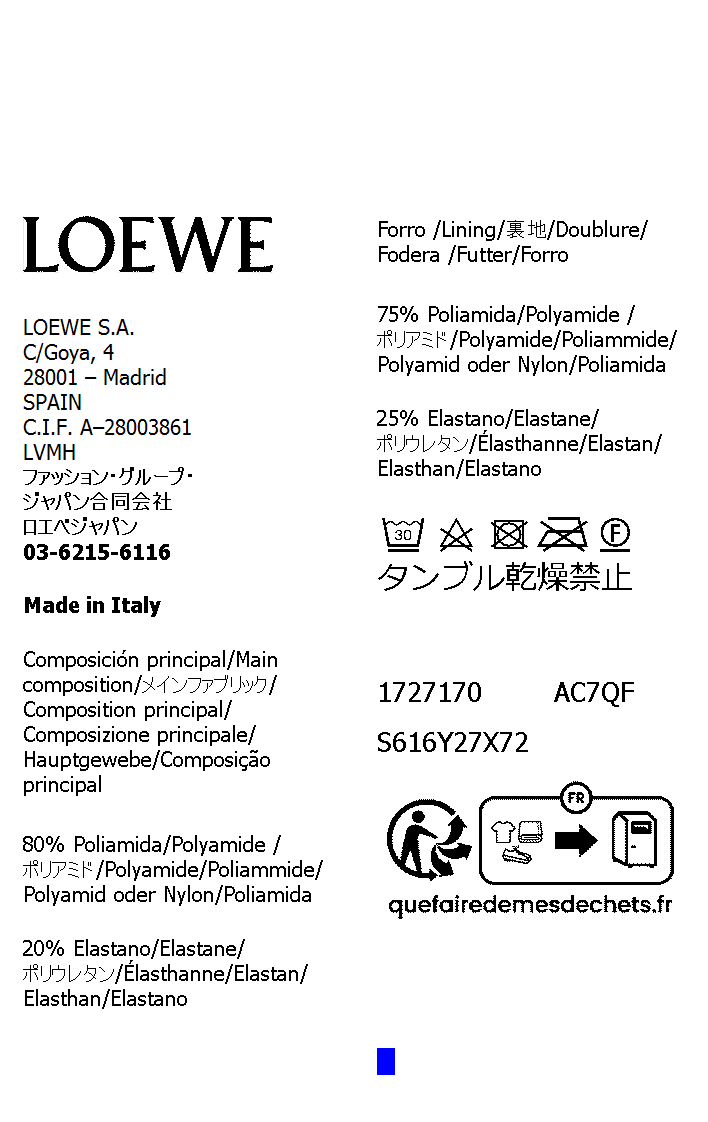 LOEWE
LOEWE S.A.
C/Goya, 4
28001 – Madrid
SPAIN
C.I.F. A–28003861
LVMH
ファッション・グループ・
ジャパン合同会社
ロエベジャパン
03-6215-6116
Made in Italy
Composición principal/Main
composition/メインファブリック/
Composition principal/
Composizione principale/
Hauptgewebe/Composição
principal
80% Poliamida/Polyamide /
ポリアミド/Polyamide/Poliammide/
Polyamid oder Nylon/Poliamida
20% Elastano/Elastane/
ポリウレタン/Élasthanne/Elastan/
Elasthan/Elastano
Forro /Lining/裏地/Doublure/
Fodera /Futter/Forro
75% Poliamida/Polyamide /
ポリアミド/Polyamide/Poliammide/
Polyamid oder Nylon/Poliamida
25% Elastano/Elastane/
ポリウレタン/Élasthanne/Elastan/
Elasthan/Elastano
30 F
タンブル乾燥禁止
1727170 AC7QF
S616Y27X72
FR
quefairedemesdechets.fr